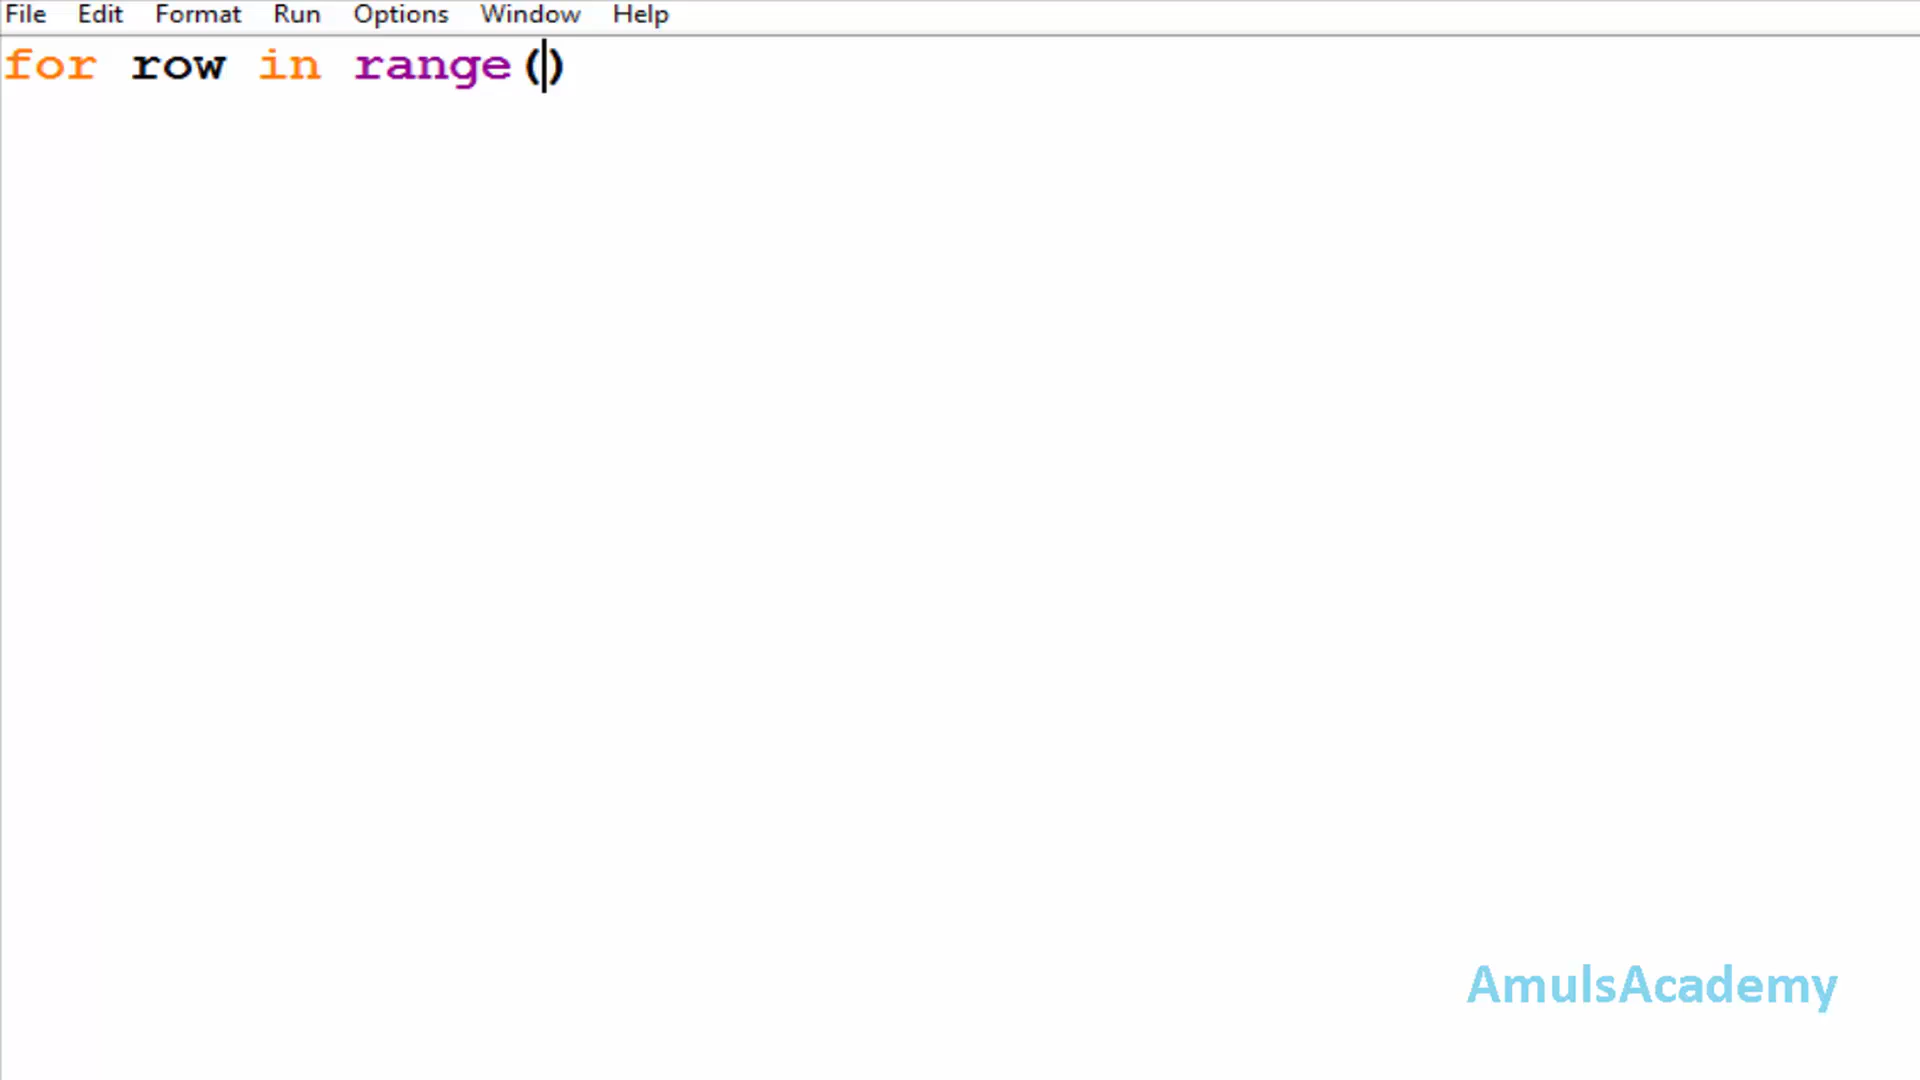 File Edit Format Run Options Window Help
for row in range()
AmulsAcademy